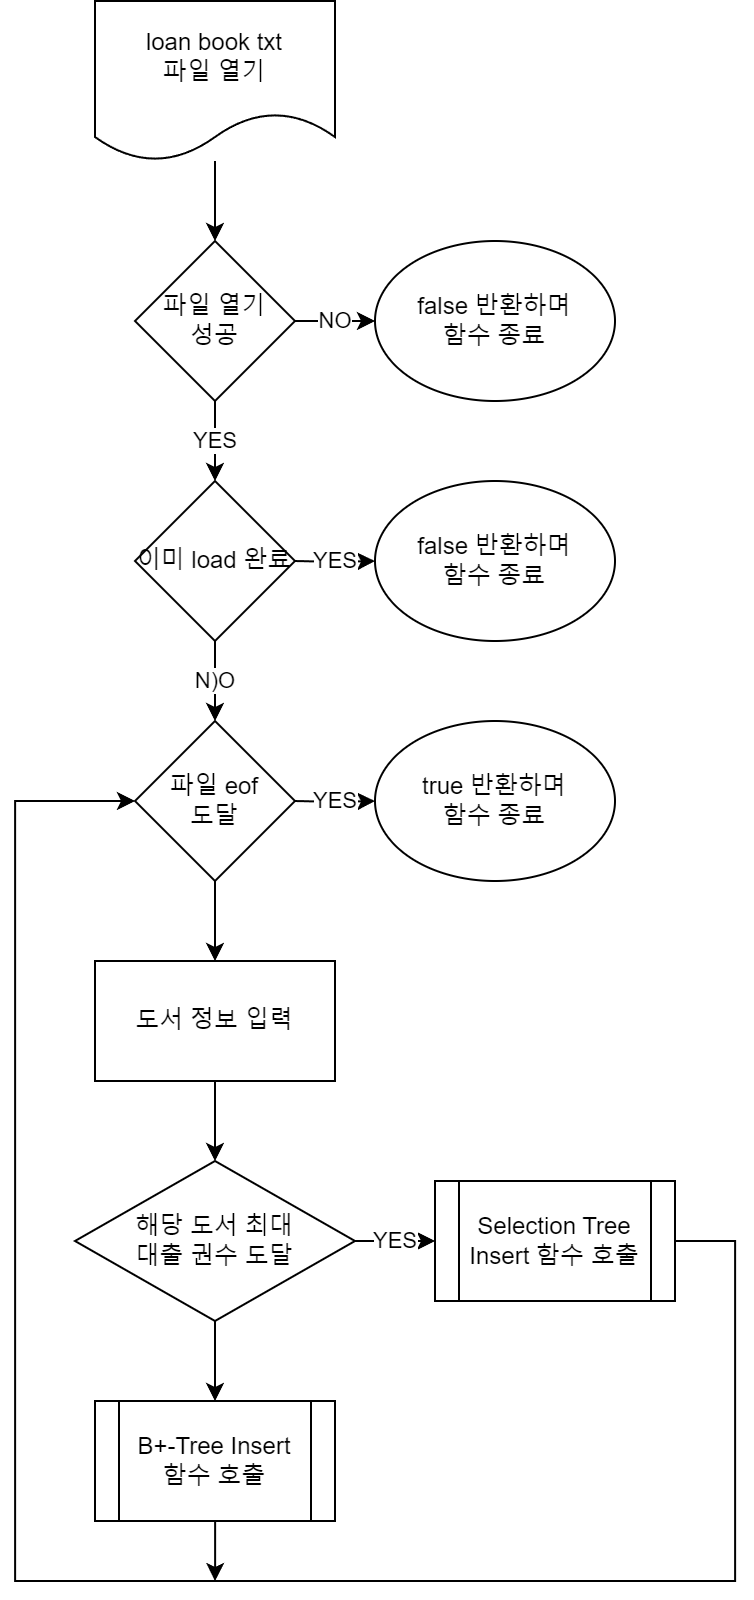 loan book txt
파일 열기
파일 열기
성공
NO
false 반환하며
함수 종료
YES
이미 load 완료
YES
false 반환하며
함수 종료
N)O
파일 eof
도달
YES
true 반환하며
함수 종료
도서 정보 입력
해당 도서 최대
대출 권수 도달
YES
Selection Tree
Insert 함수 호출
B+-Tree Insert
함수 호출